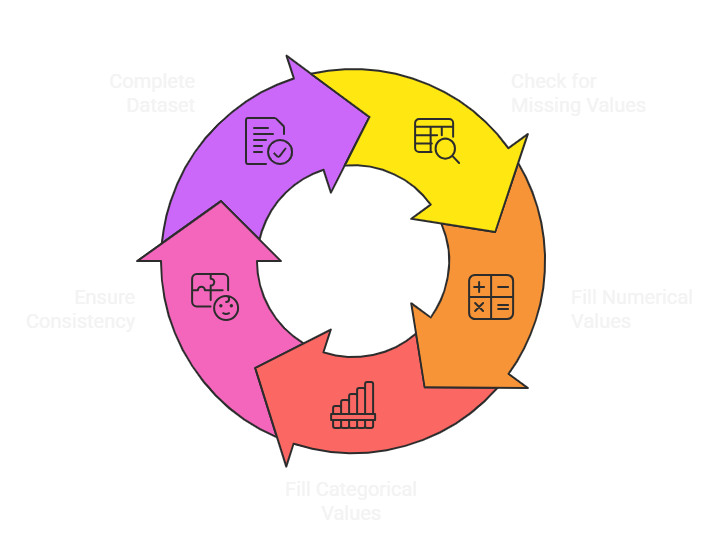 Complete
Dataset
Check for
Missing Values
Ensure
Consistency
Fill Numerical
Values
Fill Categorical
Values